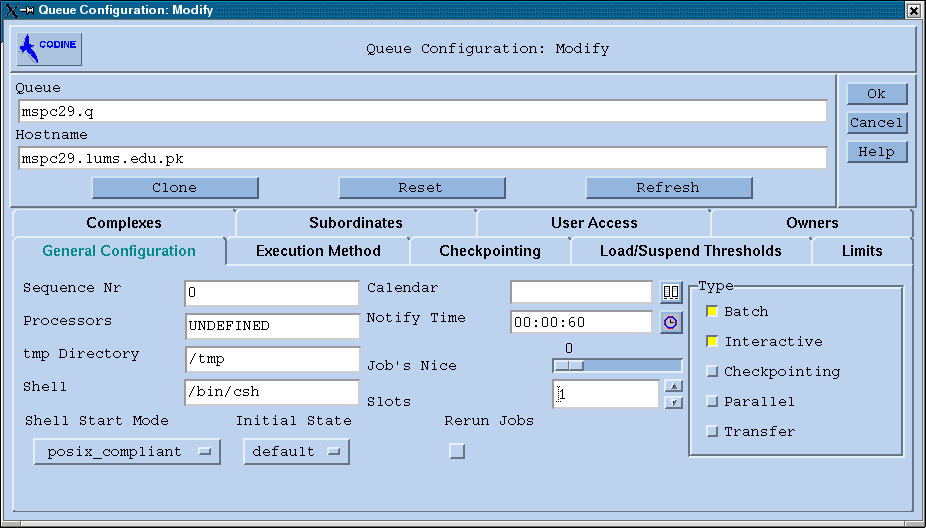 Queue Configuration: Modify
CODINE
Queue Configuration: Modify
Queue
mspc29.q
Hostname
mspc29.lums.edu.pk
Ok
Cancel
Help
Clone Reset Refresh
Complexes Subordinates User Access Owners
General Configuration Execution Method Checkpointing Load/Suspend Thresholds Limits
Sequence Nr 0
Processors UNDEFINED
tmp Directory /tmp
Shell /bin/csh
Shell Start Mode Initial State Rerun Jobs
posix_compliant default
Calendar
Notify Time 00:00:60
0
Job's Nice
Slots 1
Type
Batch
Interactive
Checkpointing
Parallel
Transfer